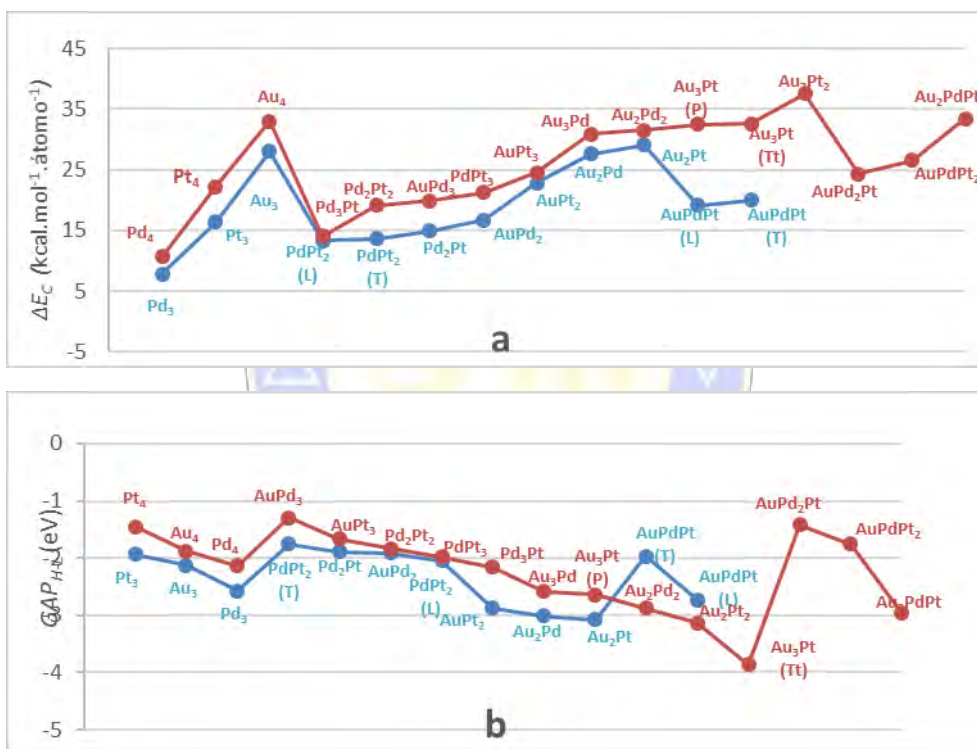 45
35
25
15
5
-5
ΔE_C (kcal.mol⁻¹.átomo⁻¹)
Pd₄
Pt₄
Au₄
Pd₃Pt
Pd₂Pt₂
AuPd₃
PdPt₃
AuPt₃
Au₃Pd
Au₂Pd₂
Au₃Pt
(P)
Au₃Pt
(Tt)
Au₂Pt₂
AuPd₂Pt
AuPdPt₂
Au₂PdPt
Pd₃
Pt₃
Au₃
PdPt₂
(L)
PdPt₂
(T)
Pd₂Pt
AuPd₂
AuPt₂
Au₂Pd
Au₂Pt
AuPdPt
(L)
AuPdPt
(T)
a
0
-1
-2
-3
-4
-5
(eV)
Pt₄
Au₄
Pd₄
AuPd₃
AuPt₃
Pd₂Pt₂
PdPt₃
Pd₃Pt
Au₃Pd
Au₃Pt
(P)
Au₂Pd₂
Au₂Pt₂
Au₃Pt
(Tt)
AuPd₂Pt
AuPdPt₂
Pt₃
Au₃
Pd₃
PdPt₂
(T)
Pd₂Pt
AuPd₂
PdPt₂
(L)
AuPt₂
Au₂Pd
Au₂Pt
AuPdPt
(T)
AuPdPt
(L)
b